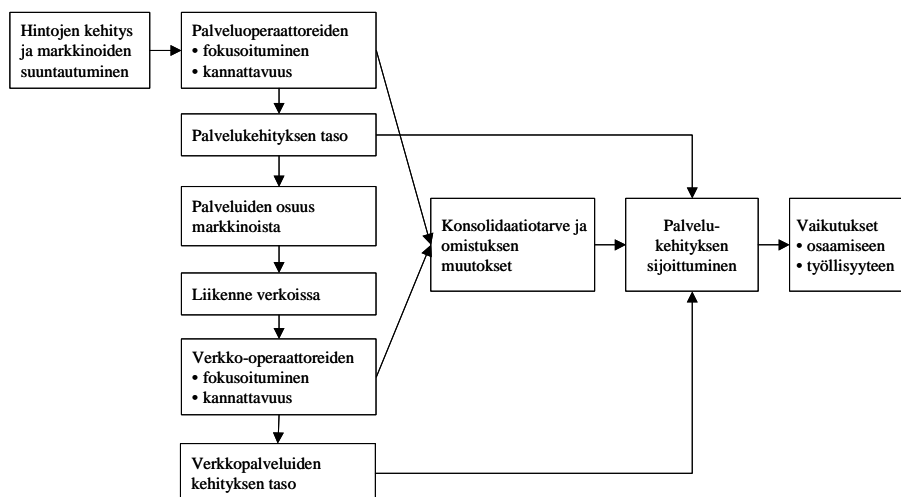 Hintojen kehitys
ja markkinoiden
suuntautuminen
Palveluoperaattoreiden
• fokusoituminen
• kannattavuus
Palvelukehityksen taso
Palveluiden osuus
markkinoista
Liikenne verkoissa
Verkko-operaattoreiden
• fokusoituminen
• kannattavuus
Verkkopalveluiden
kehityksen taso
Konsolidaatiotarve ja
omistuksen
muutokset
Palvelu-
kehityksen
sijoittuminen
Vaikutukset
• osaamiseen
• työllisyyteen